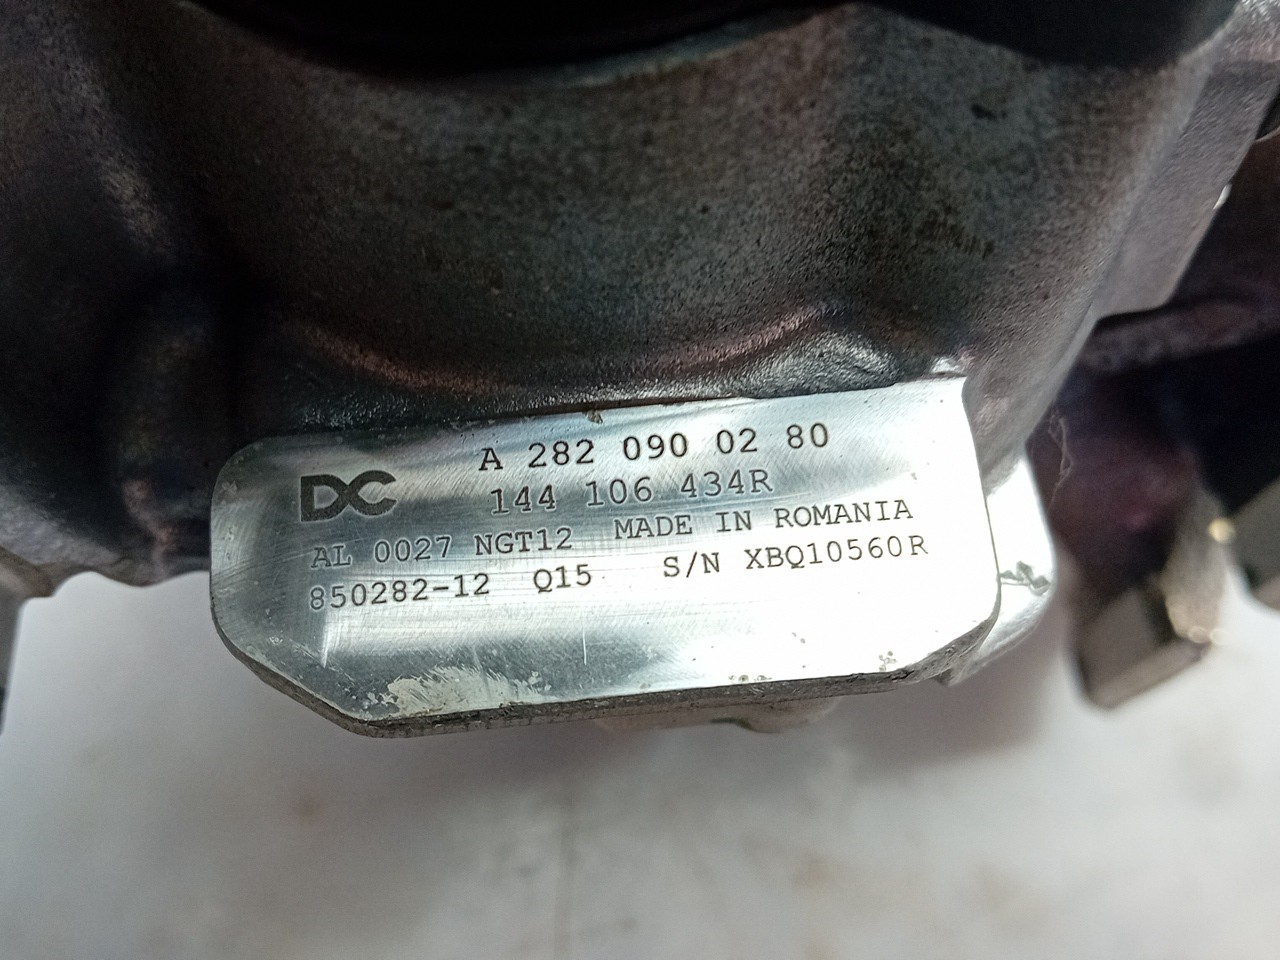 DC A 282 090 02 80
144 106 434R
AL 0027 NGT12 MADE IN ROMANIA
850282-12 Q15 S/N XBQ10560R